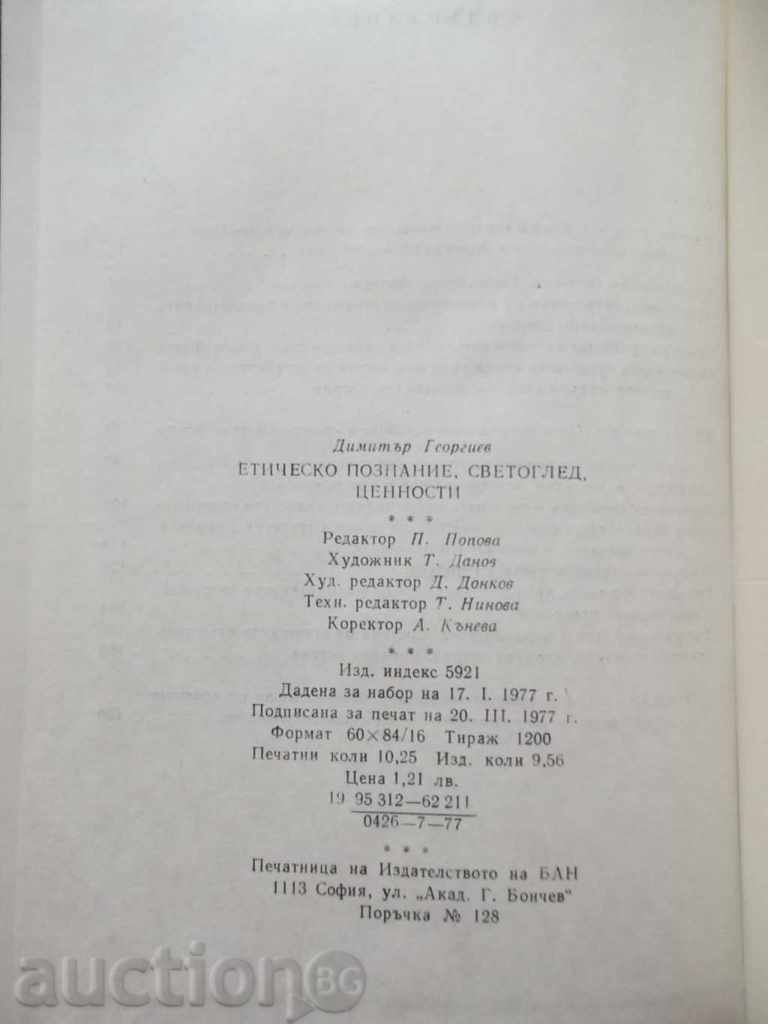 Димитър Георгиев
ЕТИЧЕСКО ПОЗНАНИЕ, СВЕТОГЛЕД,
ЦЕННОСТИ
* * *
Редактор П. Попова
Художник Т. Данов
Худ. редактор Д. Донков
Техн. редактор Т. Нинова
Коректор А. Кънева
* * *
Изд. индекс 5921
Дадена за набор на 17. I. 1977 г.
Подписана за печат на 20. III. 1977 г.
Формат 60×84/16 Тираж 1200
Печатни коли 10,25 Изд. коли 9,56
Цена 1,21 лв.
19 95 312—62 211
0426—7—77
* * *
Печатница на Издателството на БАН
1113 София, ул. „Акад. Г. Бончев"
Поръчка № 128
auction BG